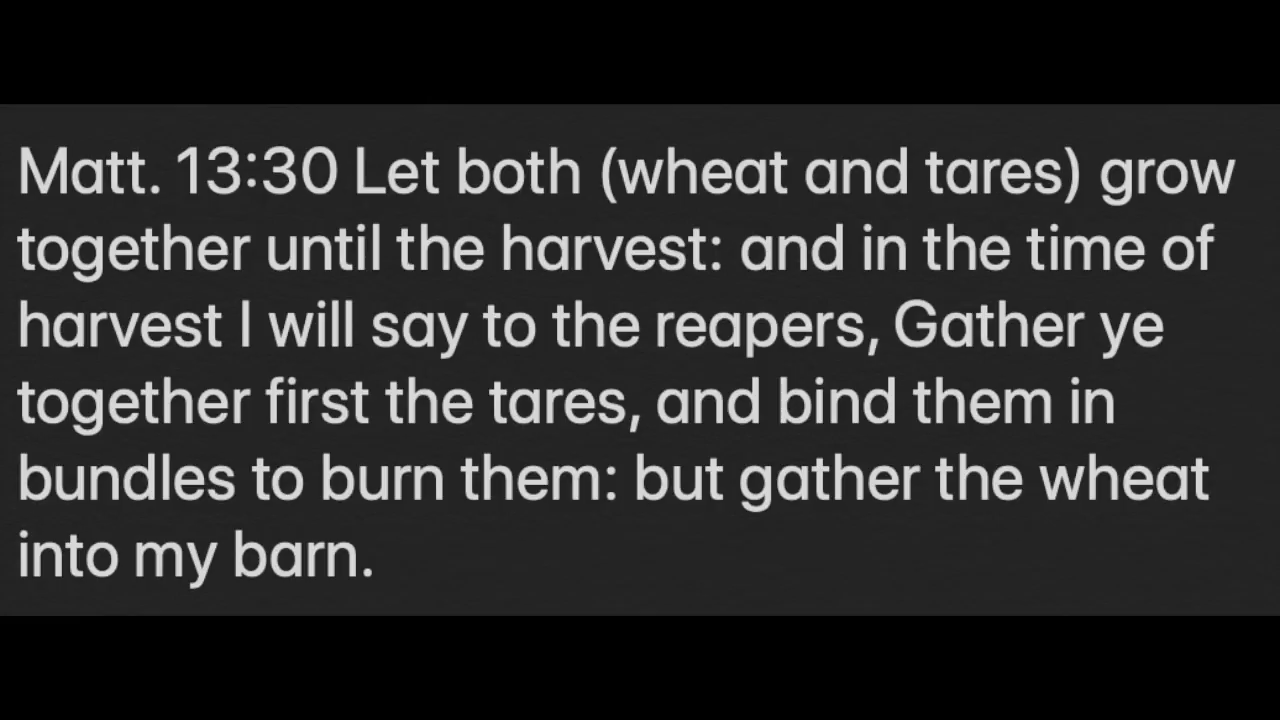 Matt. 13:30 Let both (wheat and tares) grow
together until the harvest: and in the time of
harvest I will say to the reapers, Gather ye
together first the tares, and bind them in
bundles to burn them: but gather the wheat
into my barn.